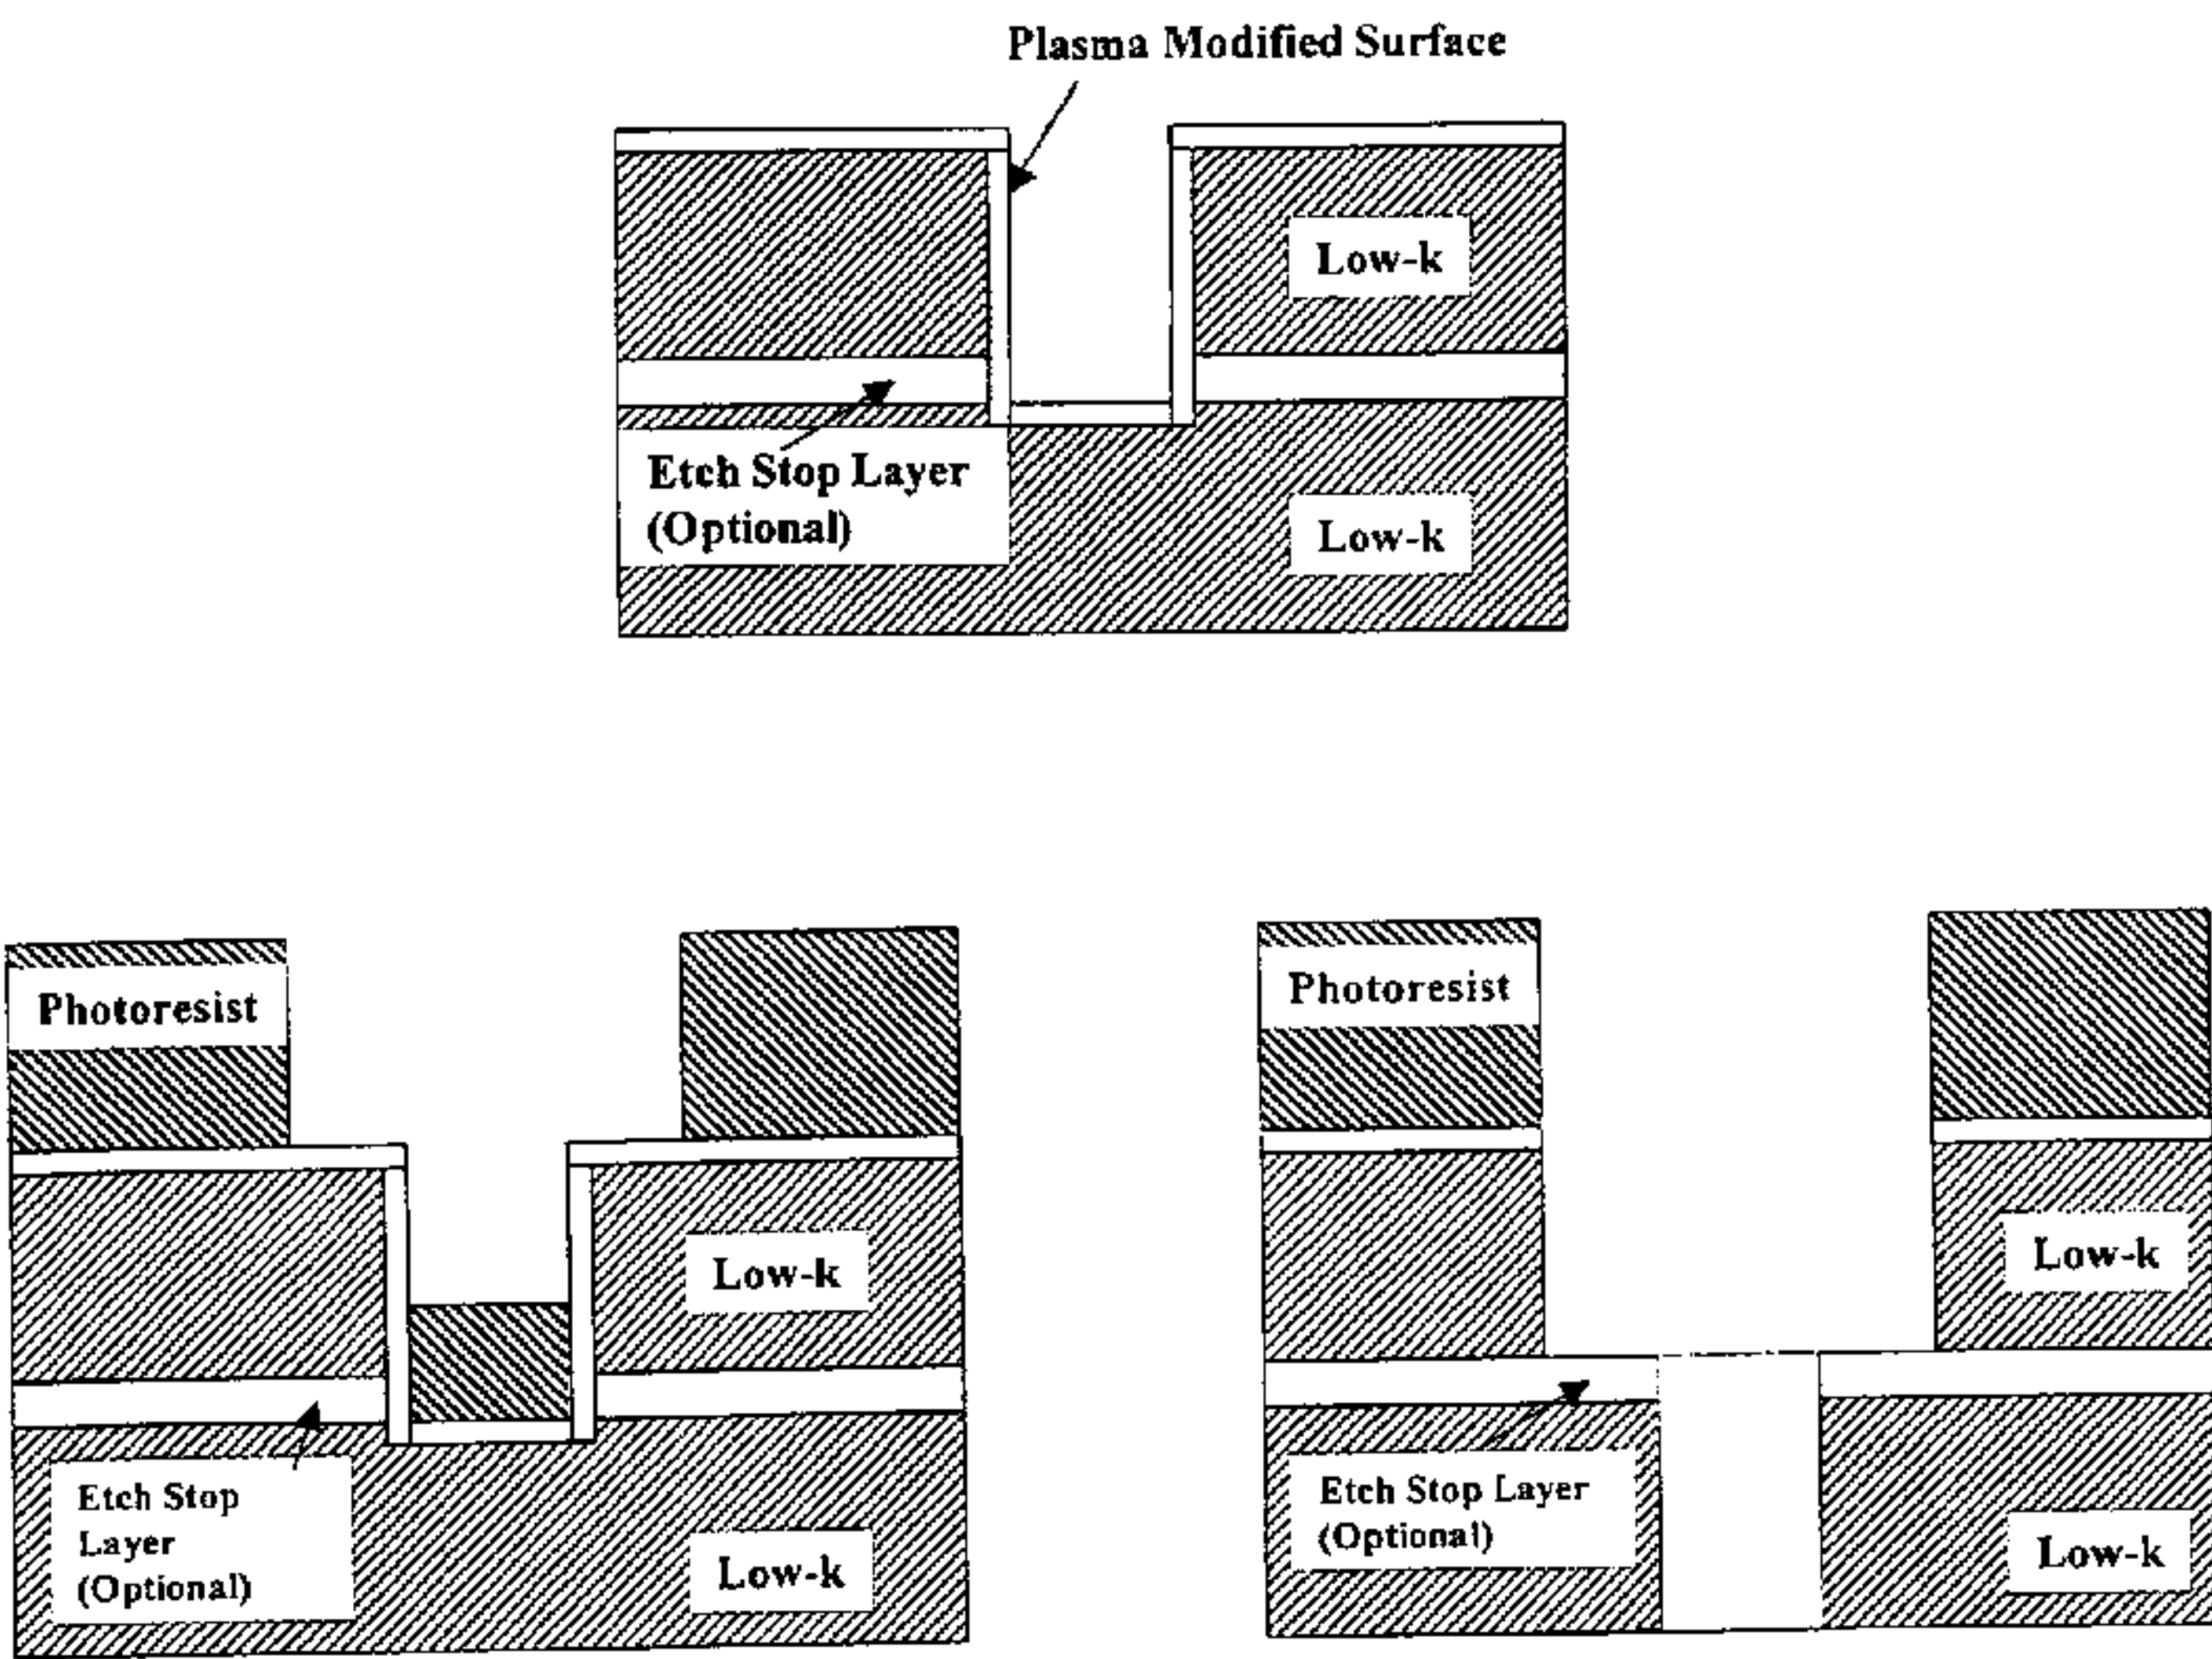 Plasma Modified Surface
Low-k
Etch Stop Layer
(Optional)
Low-k
Photoresist
Low-k
Etch Stop
Layer
(Optional)
Low-k
Photoresist
Low-k
Etch Stop Layer
(Optional)
Low-k